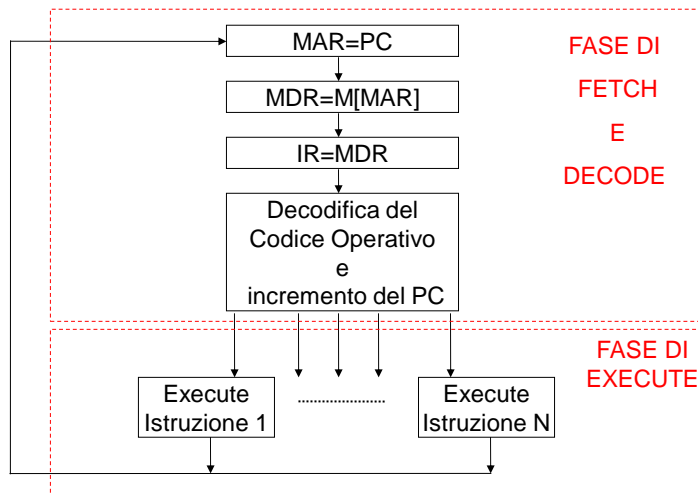 MAR=PC
MDR=M[MAR]
IR=MDR
Decodifica del
Codice Operativo
e
incremento del PC
FASE DI
FETCH
E
DECODE
FASE DI
EXECUTE
Execute
Istruzione 1
......................
Execute
Istruzione N